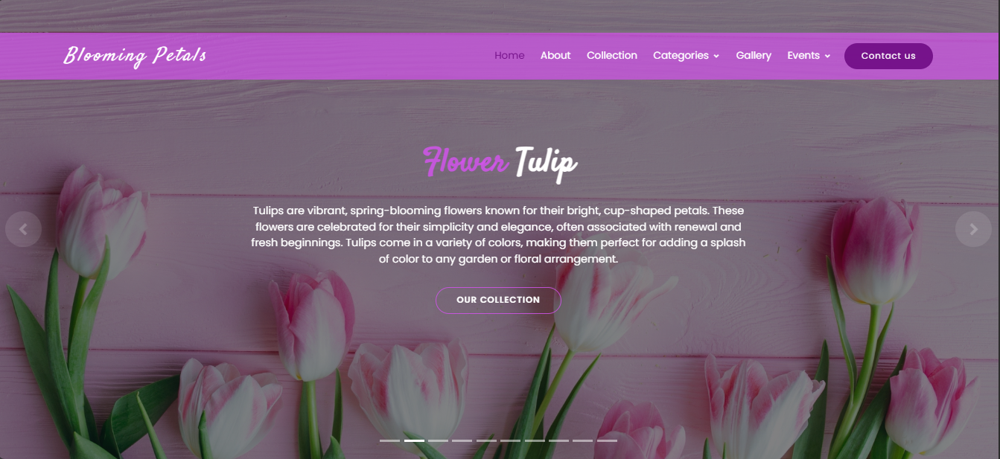 Blooming Petals
Home About Collection Categories Gallery Events Contact us
Flower Tulip
Tulips are vibrant, spring-blooming flowers known for their bright, cup-shaped petals. These
flowers are celebrated for their simplicity and elegance, often associated with renewal and
fresh beginnings. Tulips come in a variety of colors, making them perfect for adding a splash
of color to any garden or floral arrangement.
OUR COLLECTION